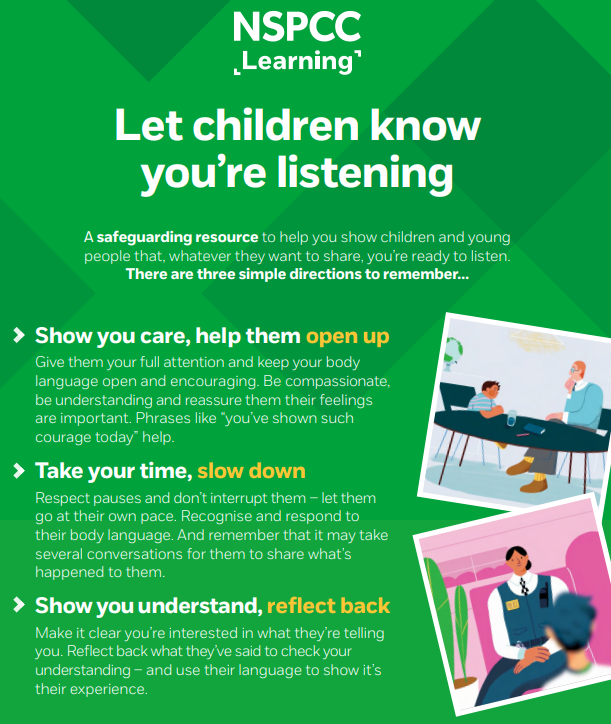 NSPCC
Learning
Let children know
you're listening
A safeguarding resource to help you show children and young
people that, whatever they want to share, you're ready to listen.
There are three simple directions to remember...
Show you care, help them open up
Give them your full attention and keep your body
language open and encouraging. Be compassionate,
be understanding and reassure them their feelings
are important. Phrases like “you've shown such
courage today” help.
Take your time, slow down
Respect pauses and don't interrupt them – let them
go at their own pace. Recognise and respond to
their body language. And remember that it may take
several conversations for them to share what's
happened to them.
Show you understand, reflect back
Make it clear you're interested in what they're telling
you. Reflect back what they've said to check your
understanding – and use their language to show it's
their experience.